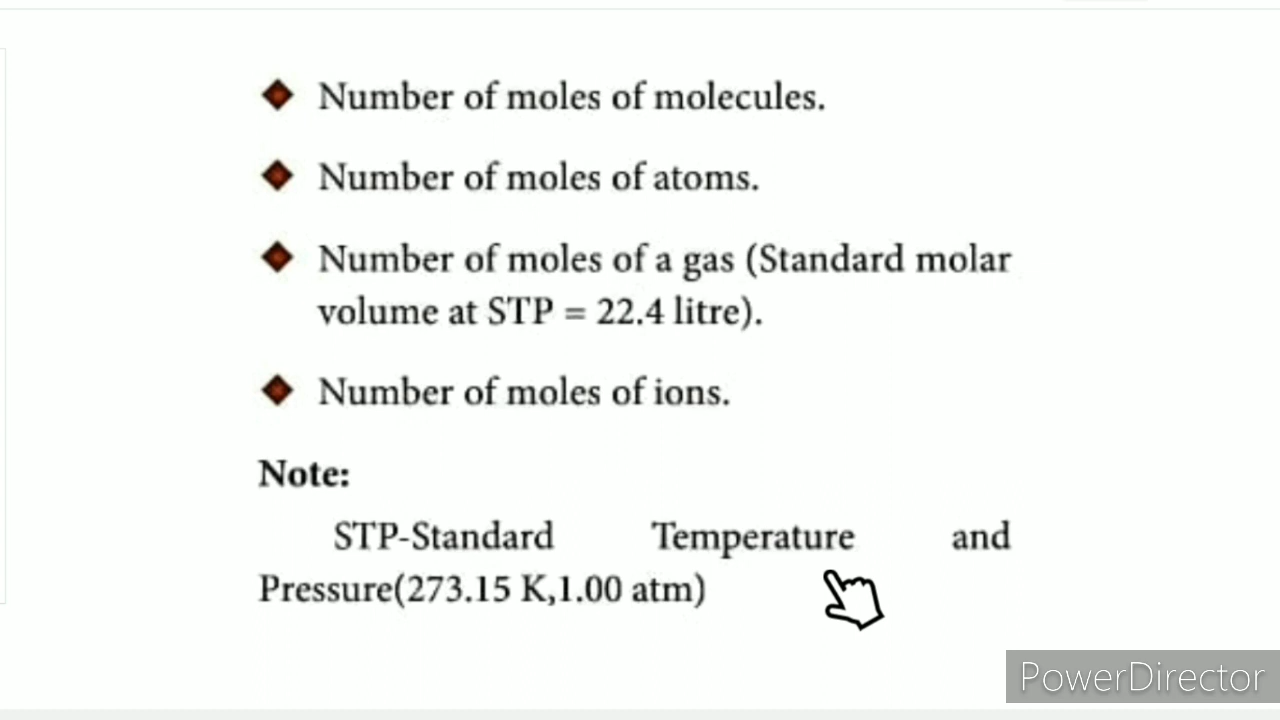 Number of moles of molecules.
Number of moles of atoms.
Number of moles of a gas (Standard molar
volume at STP = 22.4 litre).
Number of moles of ions.
Note:
STP-Standard Temperature and
Pressure(273.15 K,1.00 atm)
PowerDirector